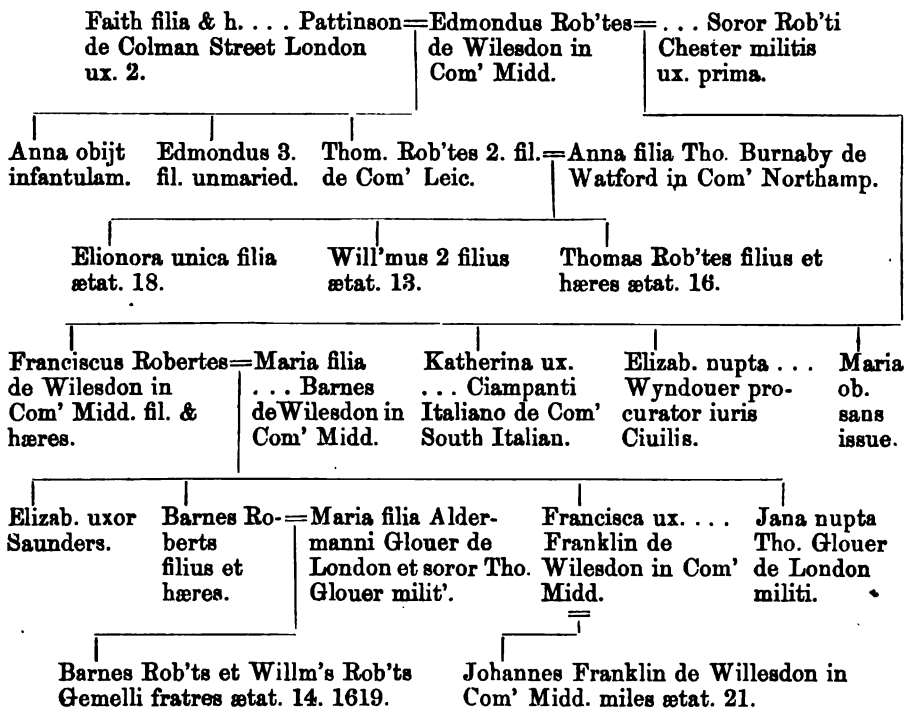 Faith filia & h. . . . Pattinson=Edmondus Rob'tes= . . . Soror Rob'ti
de Colman Street London de Wilesdon in Chester militis
ux. 2. Com' Midd. ux. prima.
Anna obijt Edmondus 3. Thom. Rob'tes 2. fil.=Anna filia Tho. Burnaby de
infantulam. fil. unmaried. de Com' Leic. Watford in Com' Northamp.
Elionora unica filia Will'mus 2 filius Thomas Rob'tes filius et
ætat. 18. ætat. 13. hæres ætat. 16.
Franciscus Robertes=Maria filia Katherina ux. Elizab. nupta . . . Maria
de Wilesdon in . . . Barnes . . . Ciampanti Wyndouer pro- ob.
Com' Midd. fil. & deWilesdon in Italiano de Com' curator iuris sans
hæres. Com' Midd. South Italian. Ciuilis. issue.
Elizab. uxor Barnes Ro-=Maria filia Alder- Francisca ux. . . . Jana nupta
Saunders. berts manni Glouer de Franklin de Tho. Glouer
filius et London et soror Tho. Wilesdon in Com' de London
hæres. Glouer milit'. Midd. militi.
Barnes Rob'ts et Willm's Rob'ts Johannes Franklin de Willesdon in
Gemelli fratres ætat. 14. 1619. Com' Midd. miles ætat. 21.